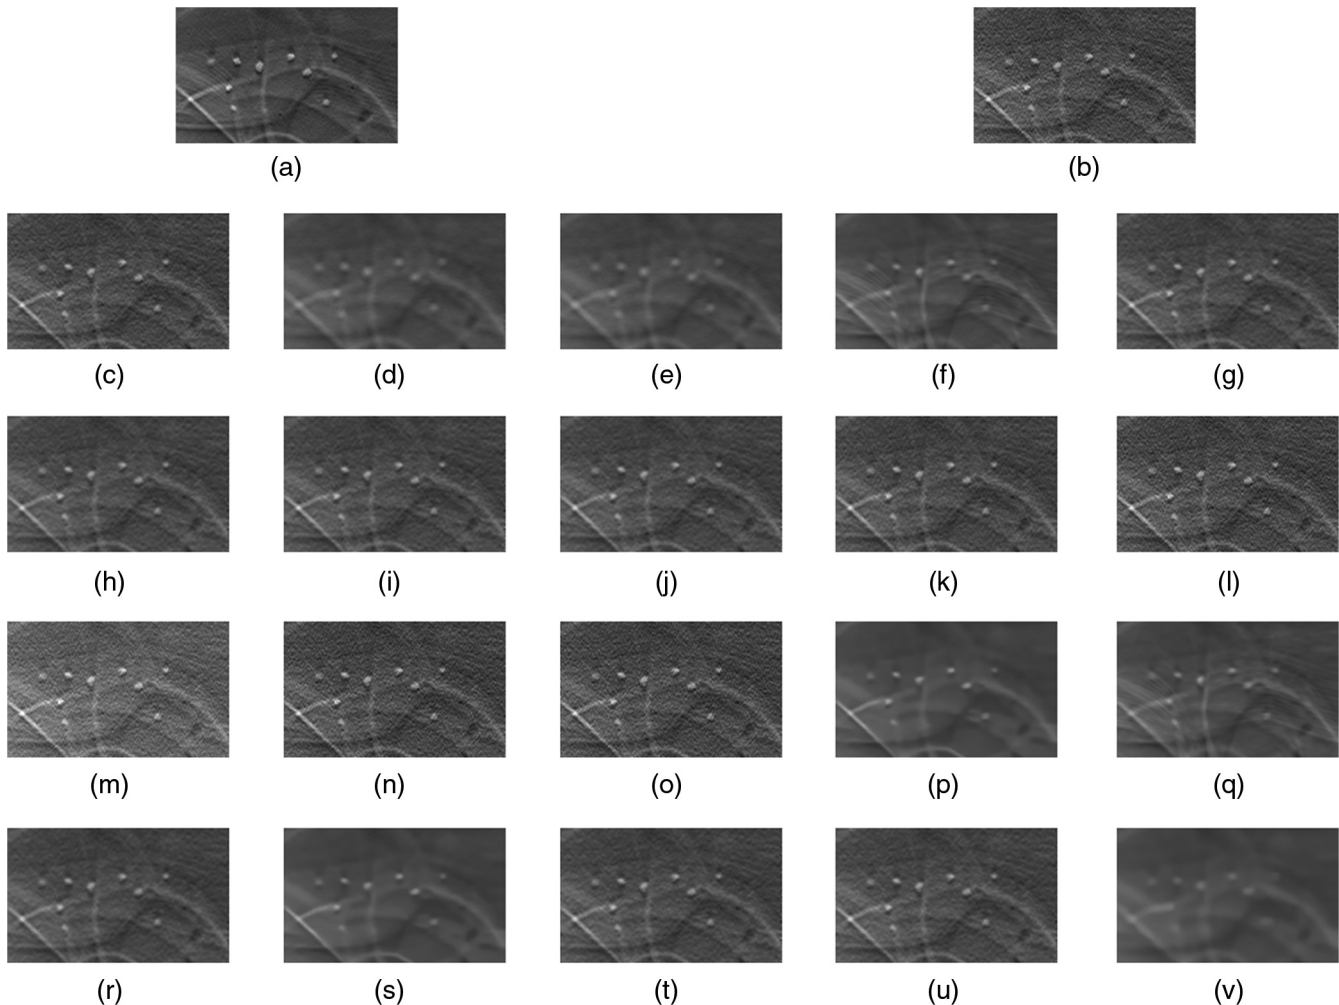 (a) (b)
(c) (d) (e) (f) (g)
(h) (i) (j) (k) (l)
(m) (n) (o) (p) (q)
(r) (s) (t) (u) (v)